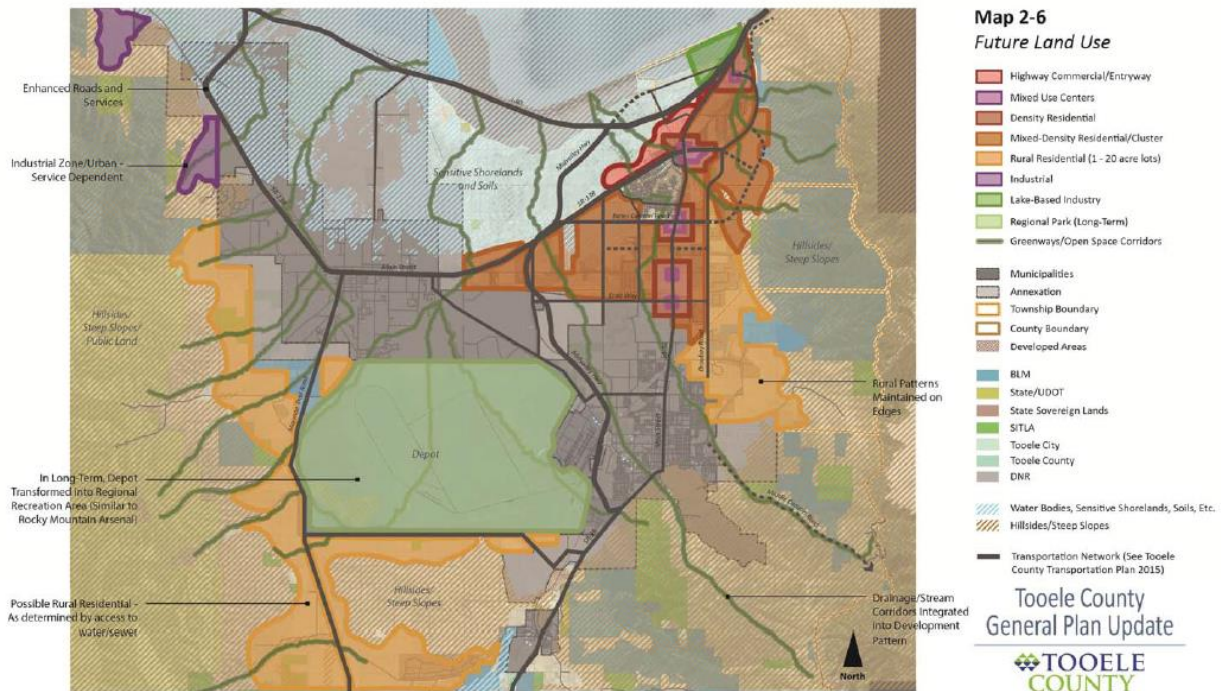 Map 2-6
Future Land Use
Highway Commercial/Entryway
Mixed Use Centers
Density Residential
Mixed-Density Residential/Cluster
Rural Residential (1 - 20 acre lots)
Industrial
Lake-Based Industry
Regional Park (Long-Term)
Greenways/Open Space Corridors
Municipalities
Annexation
Township Boundary
County Boundary
Developed Areas
BLM
State/UDOT
State Sovereign Lands
SITLA
Tooele City
Tooele County
DNR
Water Bodies, Sensitive Shorelands, Soils, Etc.
Hillsides/Steep Slopes
Transportation Network (See Tooele
County Transportation Plan 2015)
Tooele County
General Plan Update
TOOELE
COUNTY
Enhanced Roads and
Services
Industrial Zone/Urban -
Service Dependent
Sensitive Shorelands
and Soils
Hillsides/
Steep Slopes
Hillsides/
Steep Slopes/
Public Land
Rural Patterns
Maintained on
Edges
Depot
In Long-Term, Depot
Transformed into Regional
Recreation Area (Similar to
Rocky Mountain Arsenal)
Hillsides/
Steep Slopes
Possible Rural Residential -
As determined by access to
water/sewer
Drainage/Stream
Corridors Integrated
Into Development
Pattern
North